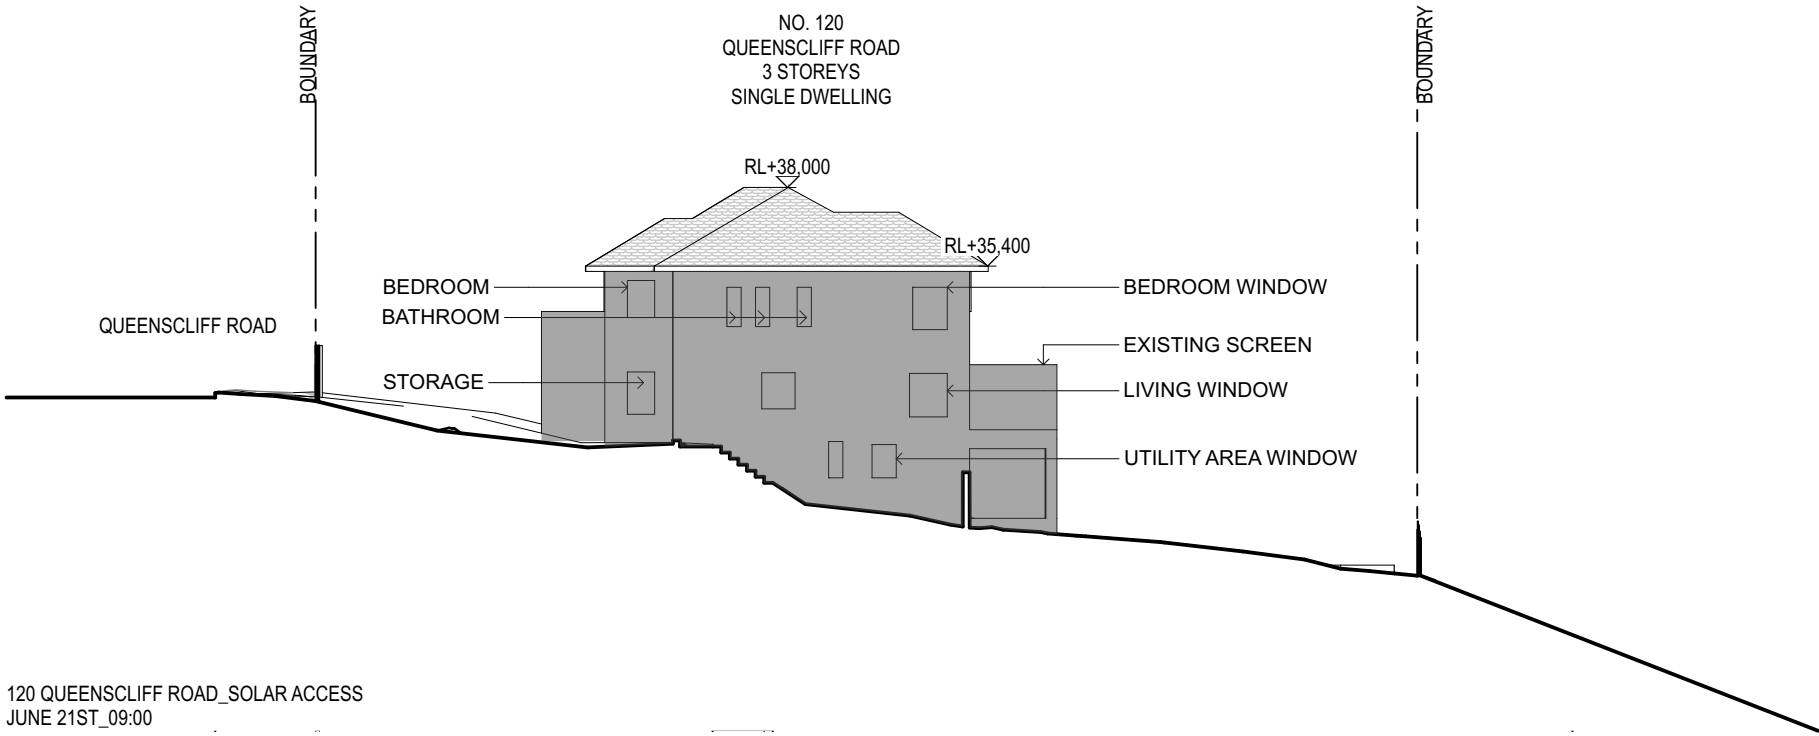 BOUNDARY
NO. 120
QUEENSCLIFF ROAD
3 STOREYS
SINGLE DWELLING
BOUNDARY
RL+38,000
RL+35,400
BEDROOM
BEDROOM WINDOW
BATHROOM
QUEENSCLIFF ROAD
EXISTING SCREEN
STORAGE
LIVING WINDOW
UTILITY AREA WINDOW
120 QUEENSCLIFF ROAD_SOLAR ACCESS
JUNE 21ST_09:00